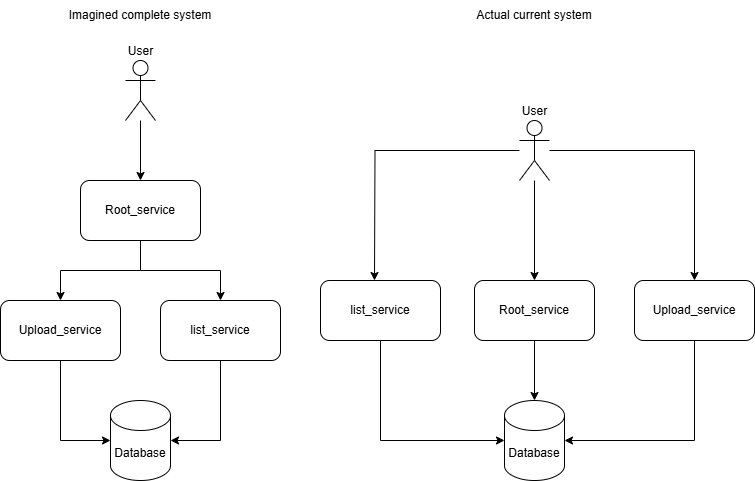 Imagined complete system
Actual current system
User
User
Root_service
Upload_service
list_service
list_service
Root_service
Upload_service
Database
Database